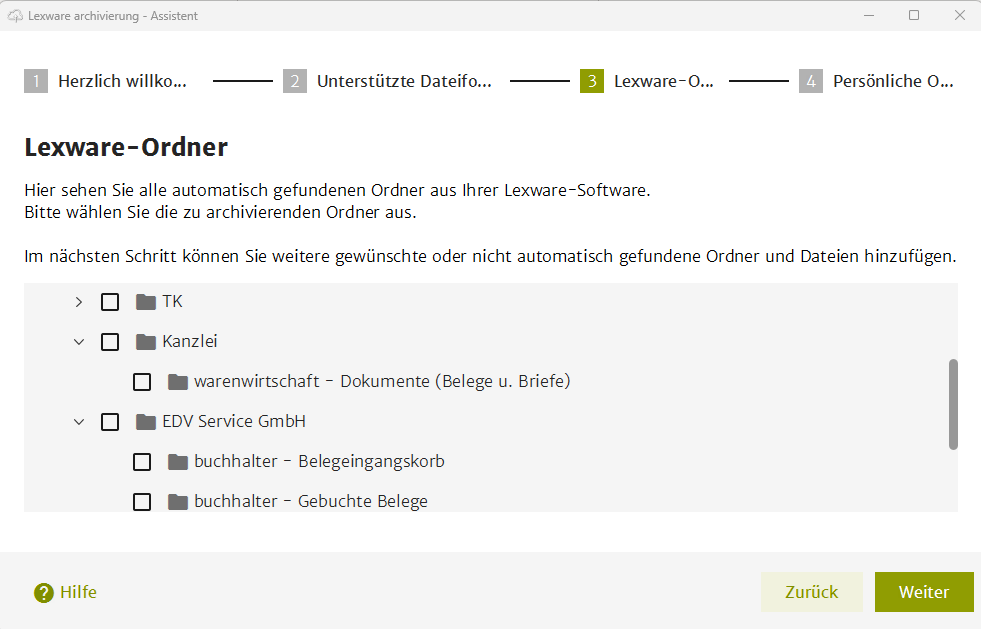 Lexware archivierung - Assistent
1 Herzlich willko... 2 Unterstützte Dateifo... 3 Lexware-O... 4 Persönliche O...
Lexware-Ordner
Hier sehen Sie alle automatisch gefundenen Ordner aus Ihrer Lexware-Software.
Bitte wählen Sie die zu archivierenden Ordner aus.
Im nächsten Schritt können Sie weitere gewünschte oder nicht automatisch gefundene Ordner und Dateien hinzufügen.
TK
Kanzlei
warenwirtschaft - Dokumente (Belege u. Briefe)
EDV Service GmbH
buchhalter - Belegeingangskorb
buchhalter - Gebuchte Belege
? Hilfe Zurück Weiter